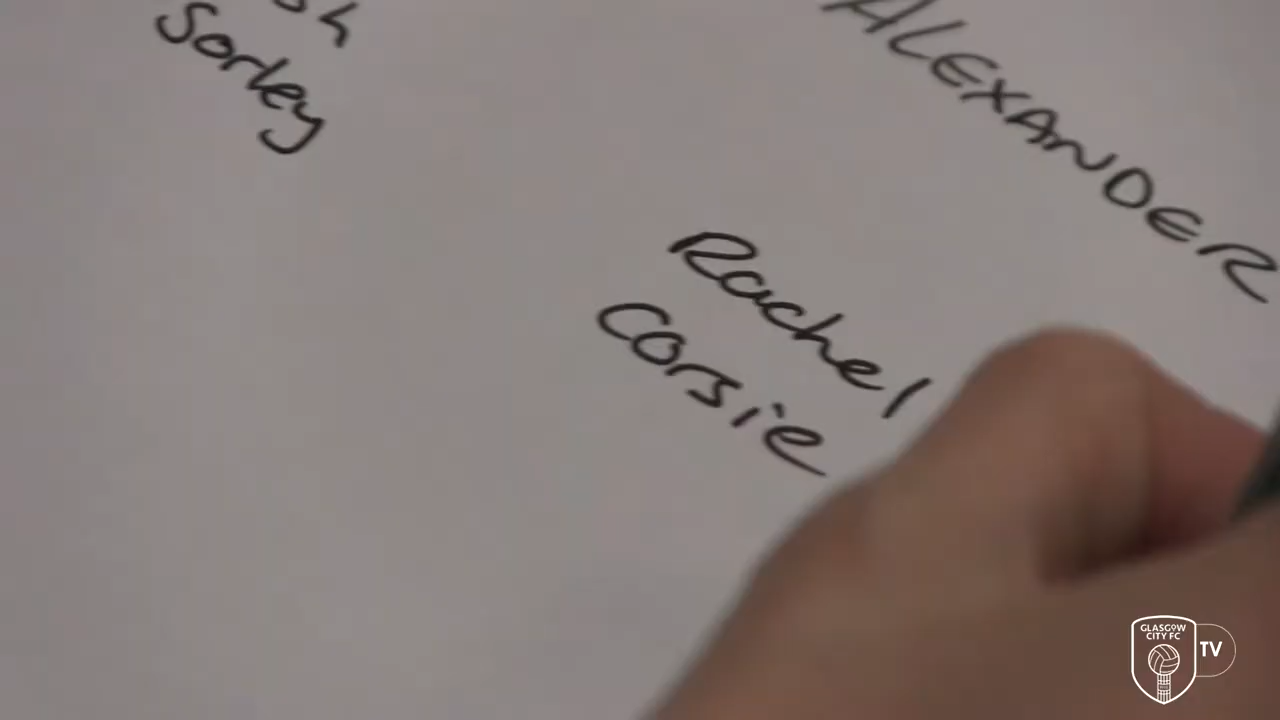 Sorley
ALEXANDER
Rachel
Corsie
GLASGOW
CITY FC
TV